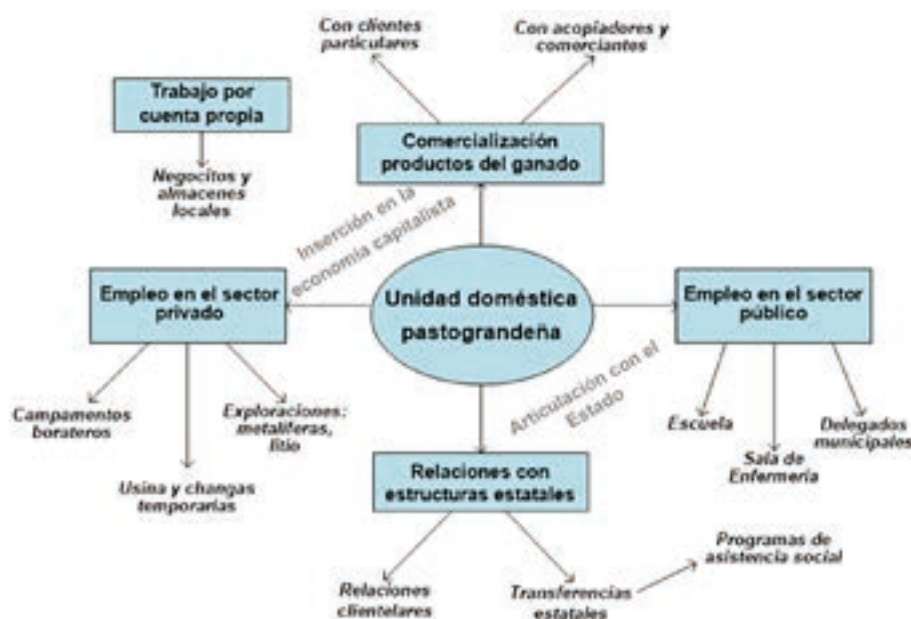 Con clientes
particulares
Con acopiadores y
comerciantes
Trabajo por
cuenta propia
Comercialización
productos del ganado
Negocitos y
almacenes
locales
Inserción en la
economía capitalista
Empleo en el sector
privado
Unidad doméstica
pastograndeña
Empleo en el sector
público
Articulación con el
Estado
Campamentos
borateros
Exploraciones:
metalíferas,
litio
Usina y changas
temporarias
Escuela
Sala de
Enfermería
Delegados
municipales
Relaciones con
estructuras estatales
Relaciones
clientelares
Transferencias
estatales
Programas de
asistencia social